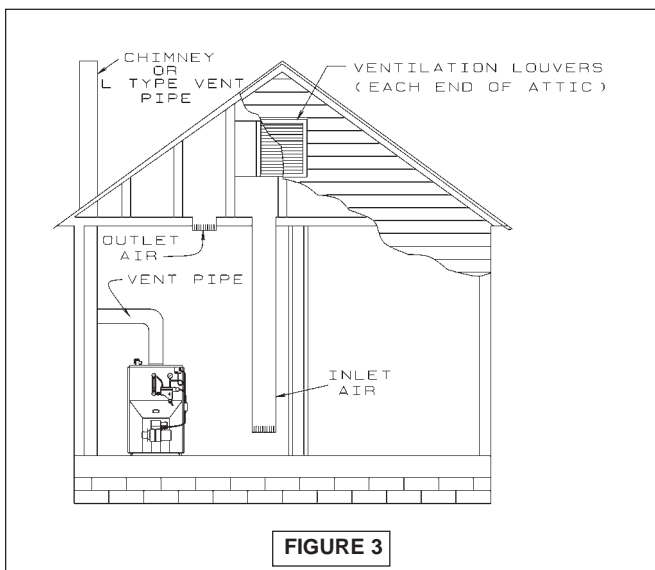 CHIMNEY
OR
L TYPE VENT
PIPE
VENTILATION LOUVERS
(EACH END OF ATTIC)
OUTLET
AIR
VENT PIPE
INLET
AIR
FIGURE 3